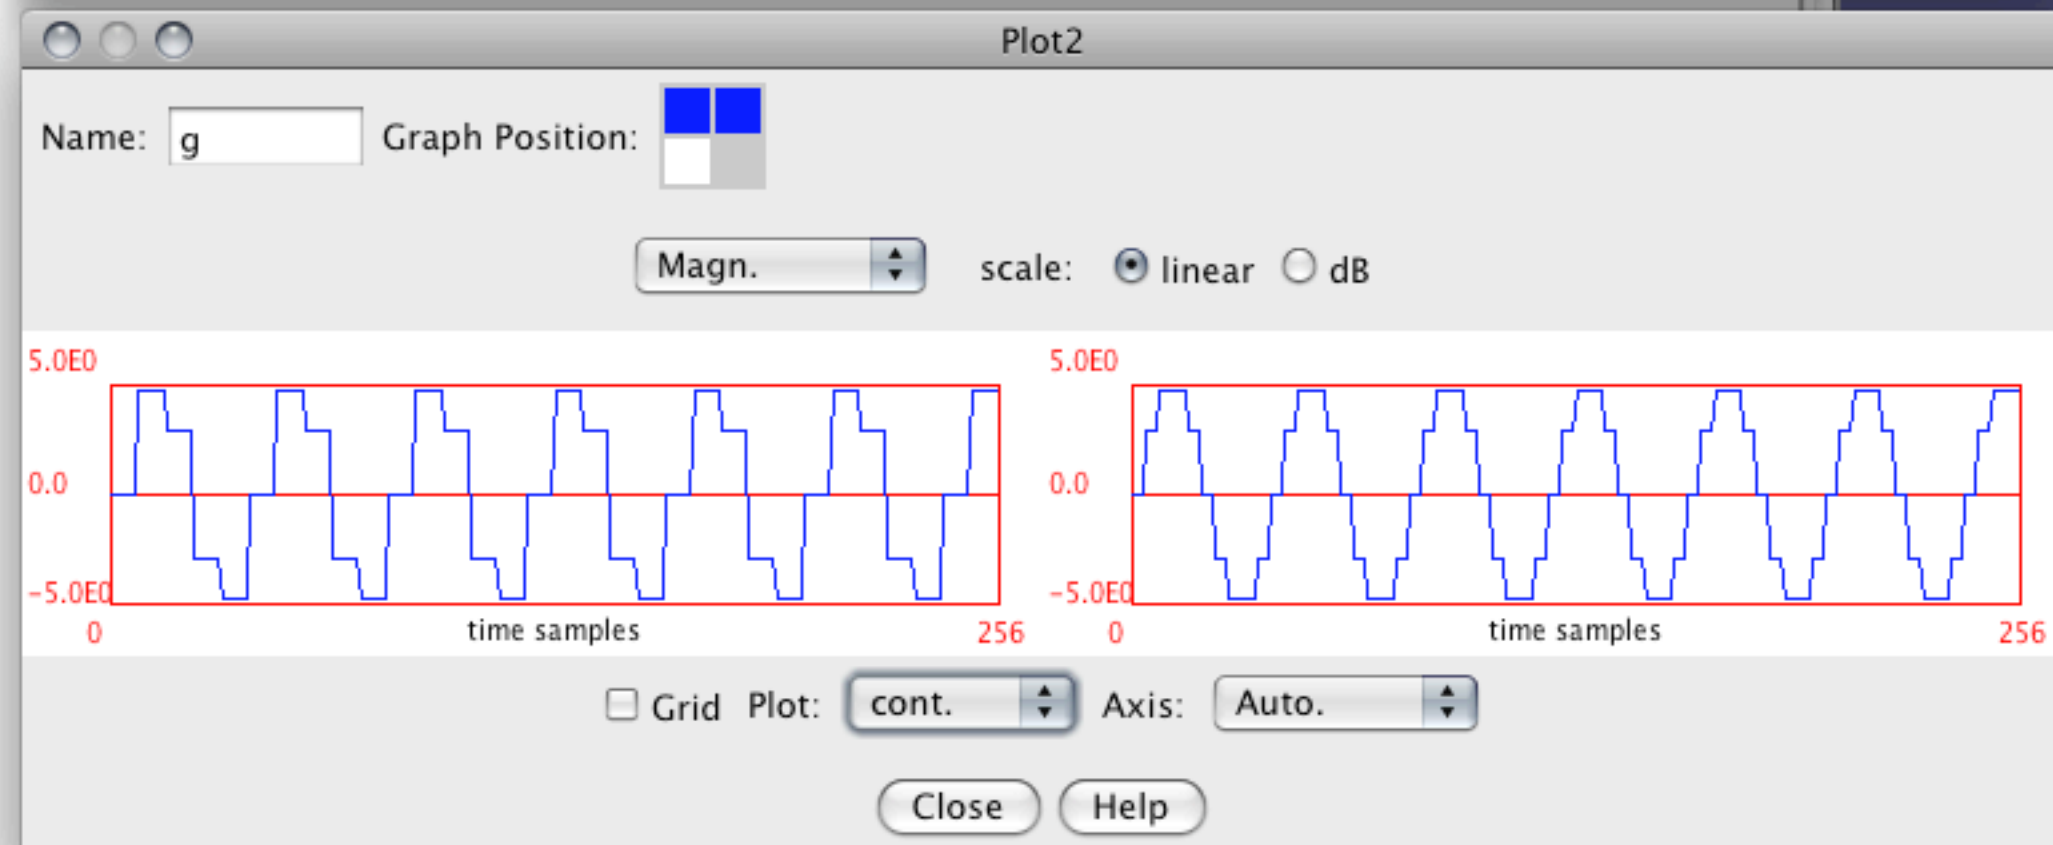 Plot2
Name: g Graph Position:
Magn. scale: linear dB
5.0E0 5.0E0
0.0 0.0
-5.0E0 -5.0E0
0 time samples 256 0 time samples 256
Grid Plot: cont. Axis: Auto.
Close Help